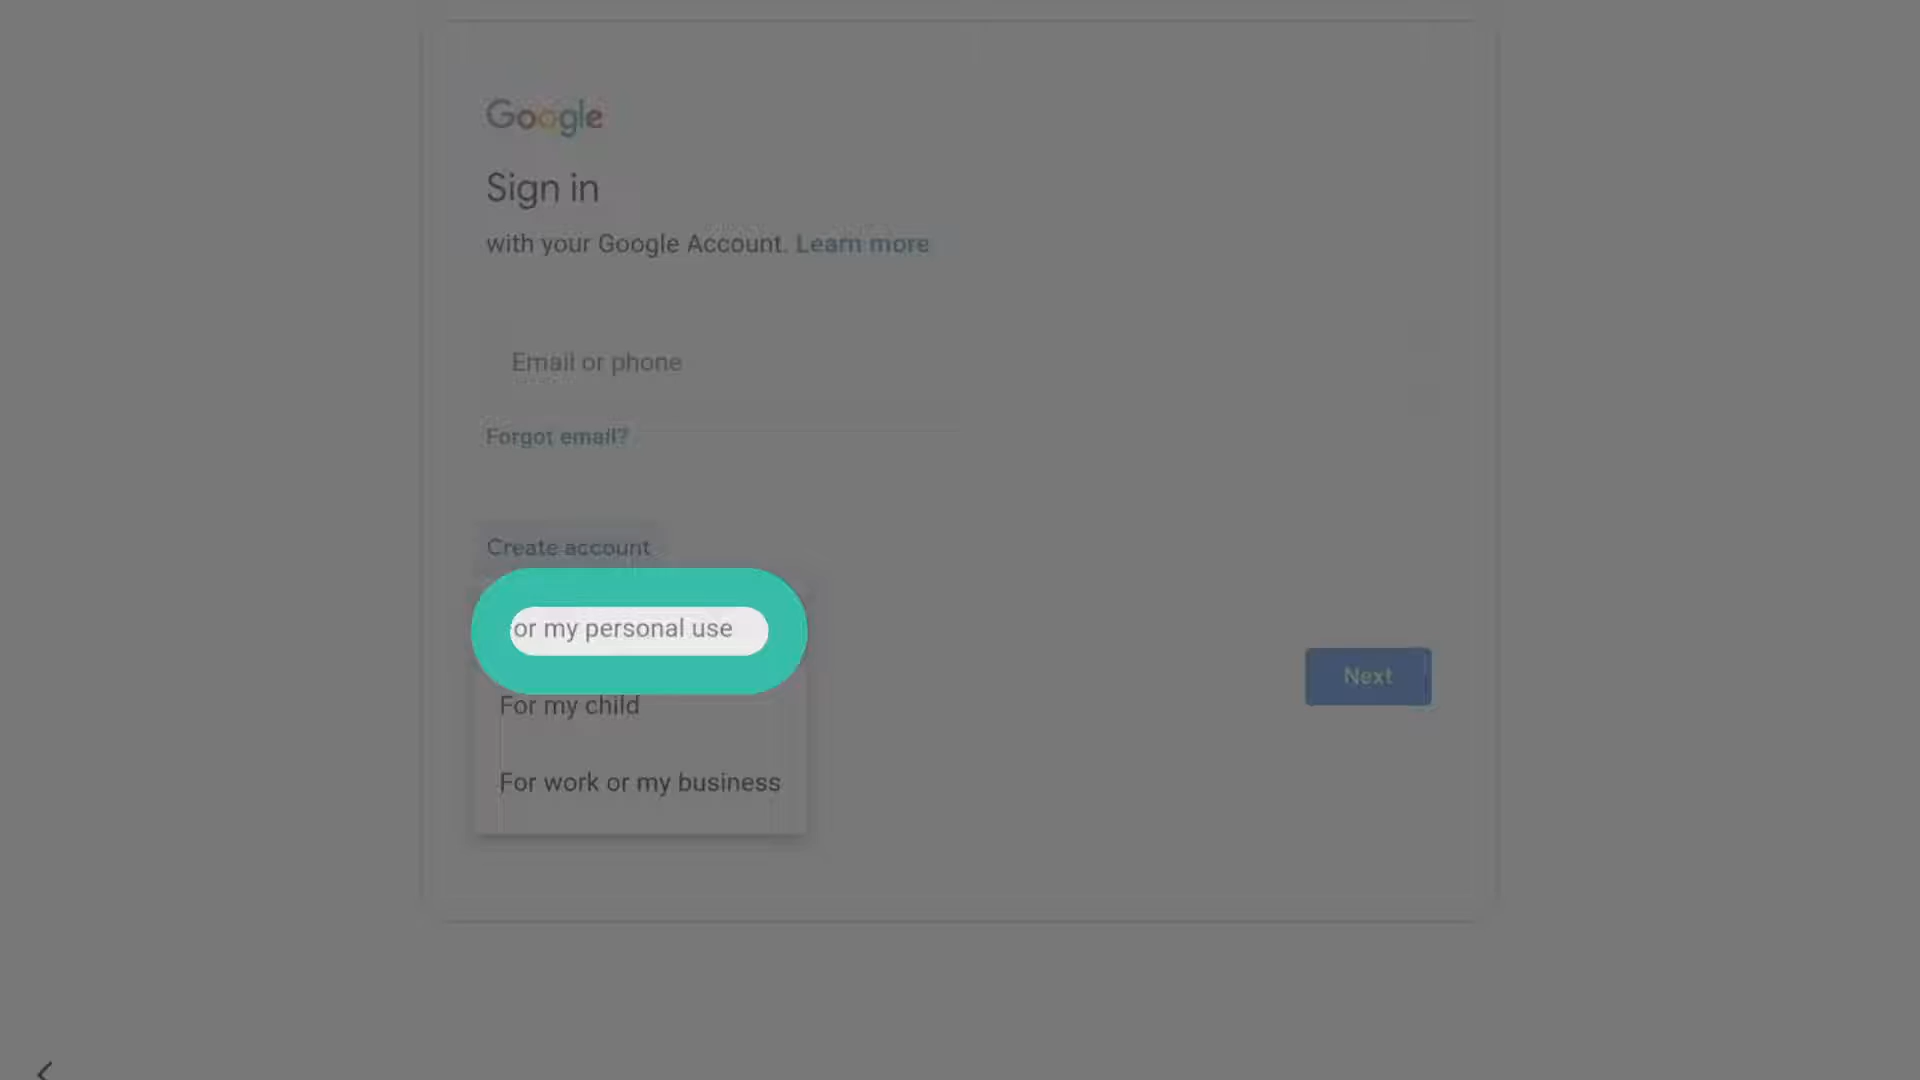 Google
Sign in
with your Google Account. Learn more
Email or phone
Forgot email?
Create account
or my personal use
For my child
Next
For work or my business